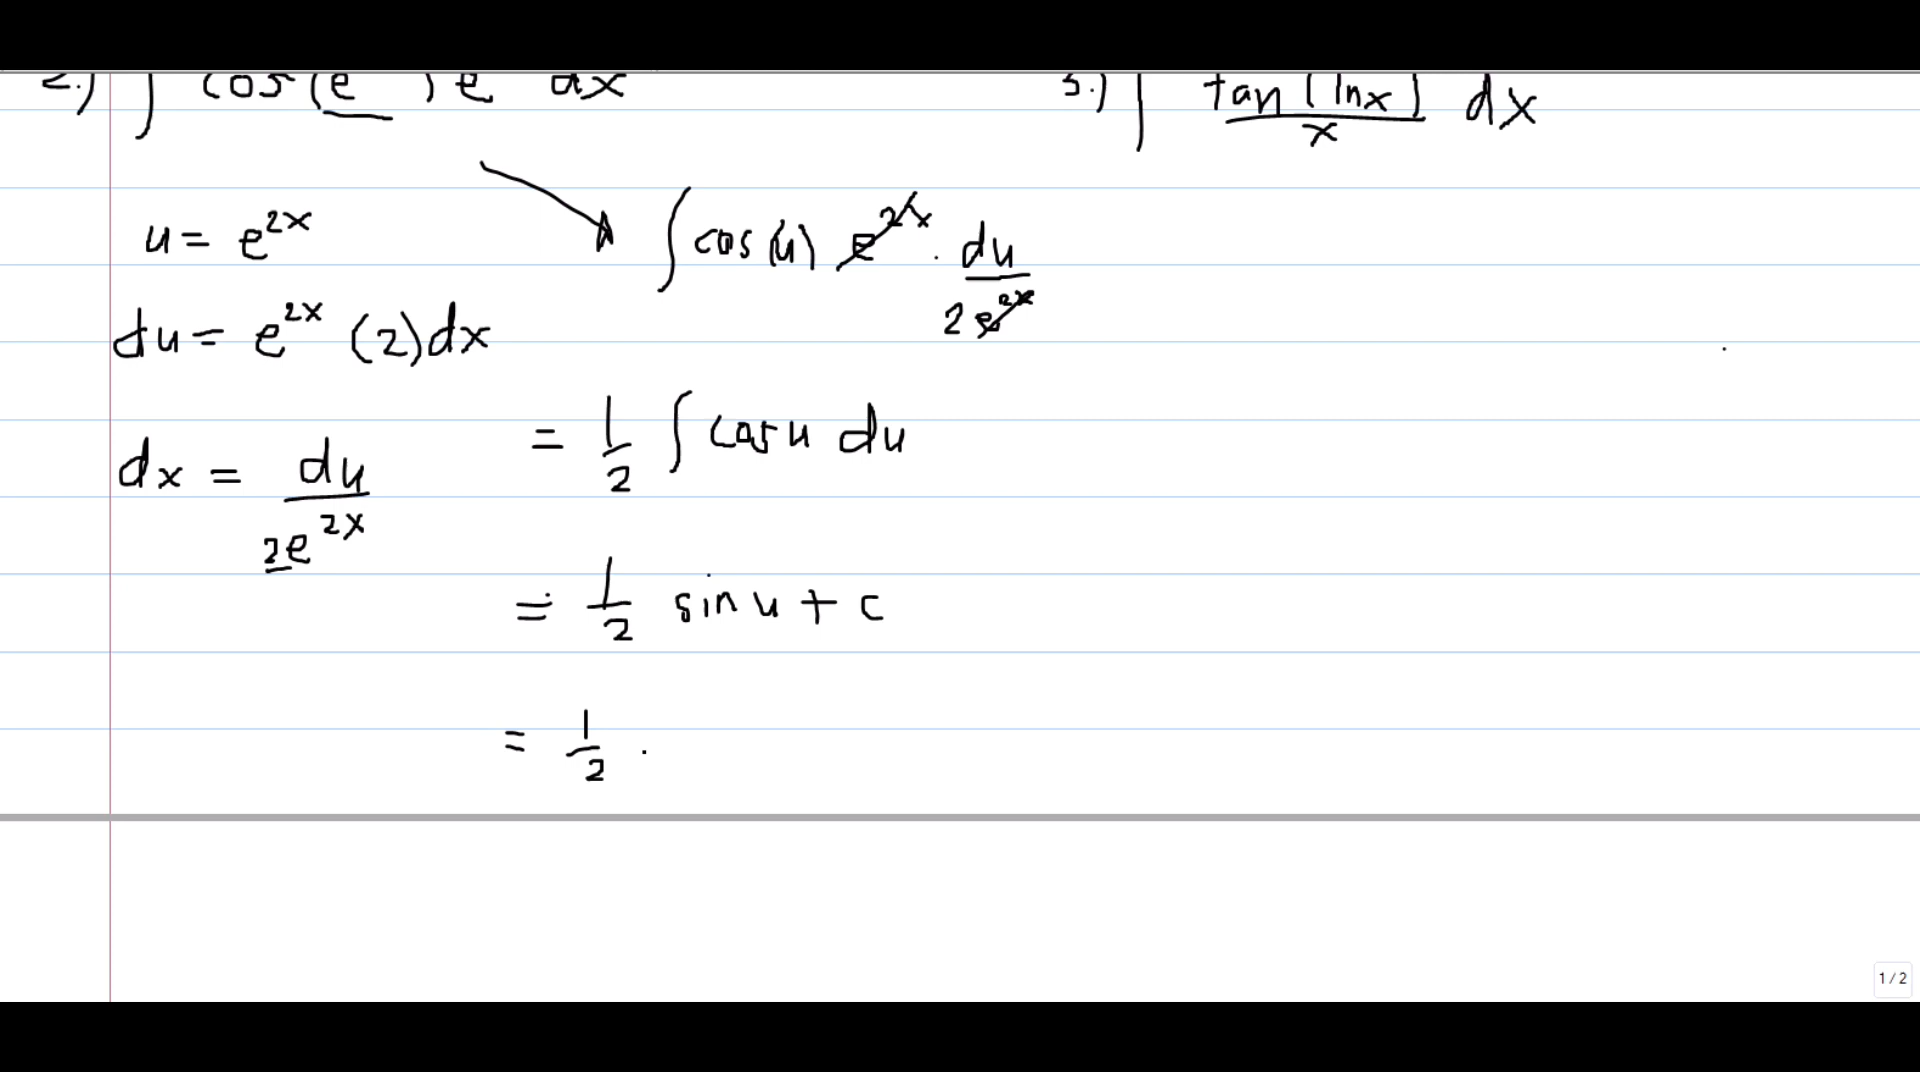 2.) ∫ cos(e ) e dx
u = e^{2x}
du = e^{2x} (2)dx
dx = du / 2e^{2x}
∫ cos(u) e^{2x} · du / 2e^{2x}
= 1/2 ∫ cos u du
= 1/2 sin u + c
= 1/2
3.) ∫ tan(lnx) / x dx
1 / 2